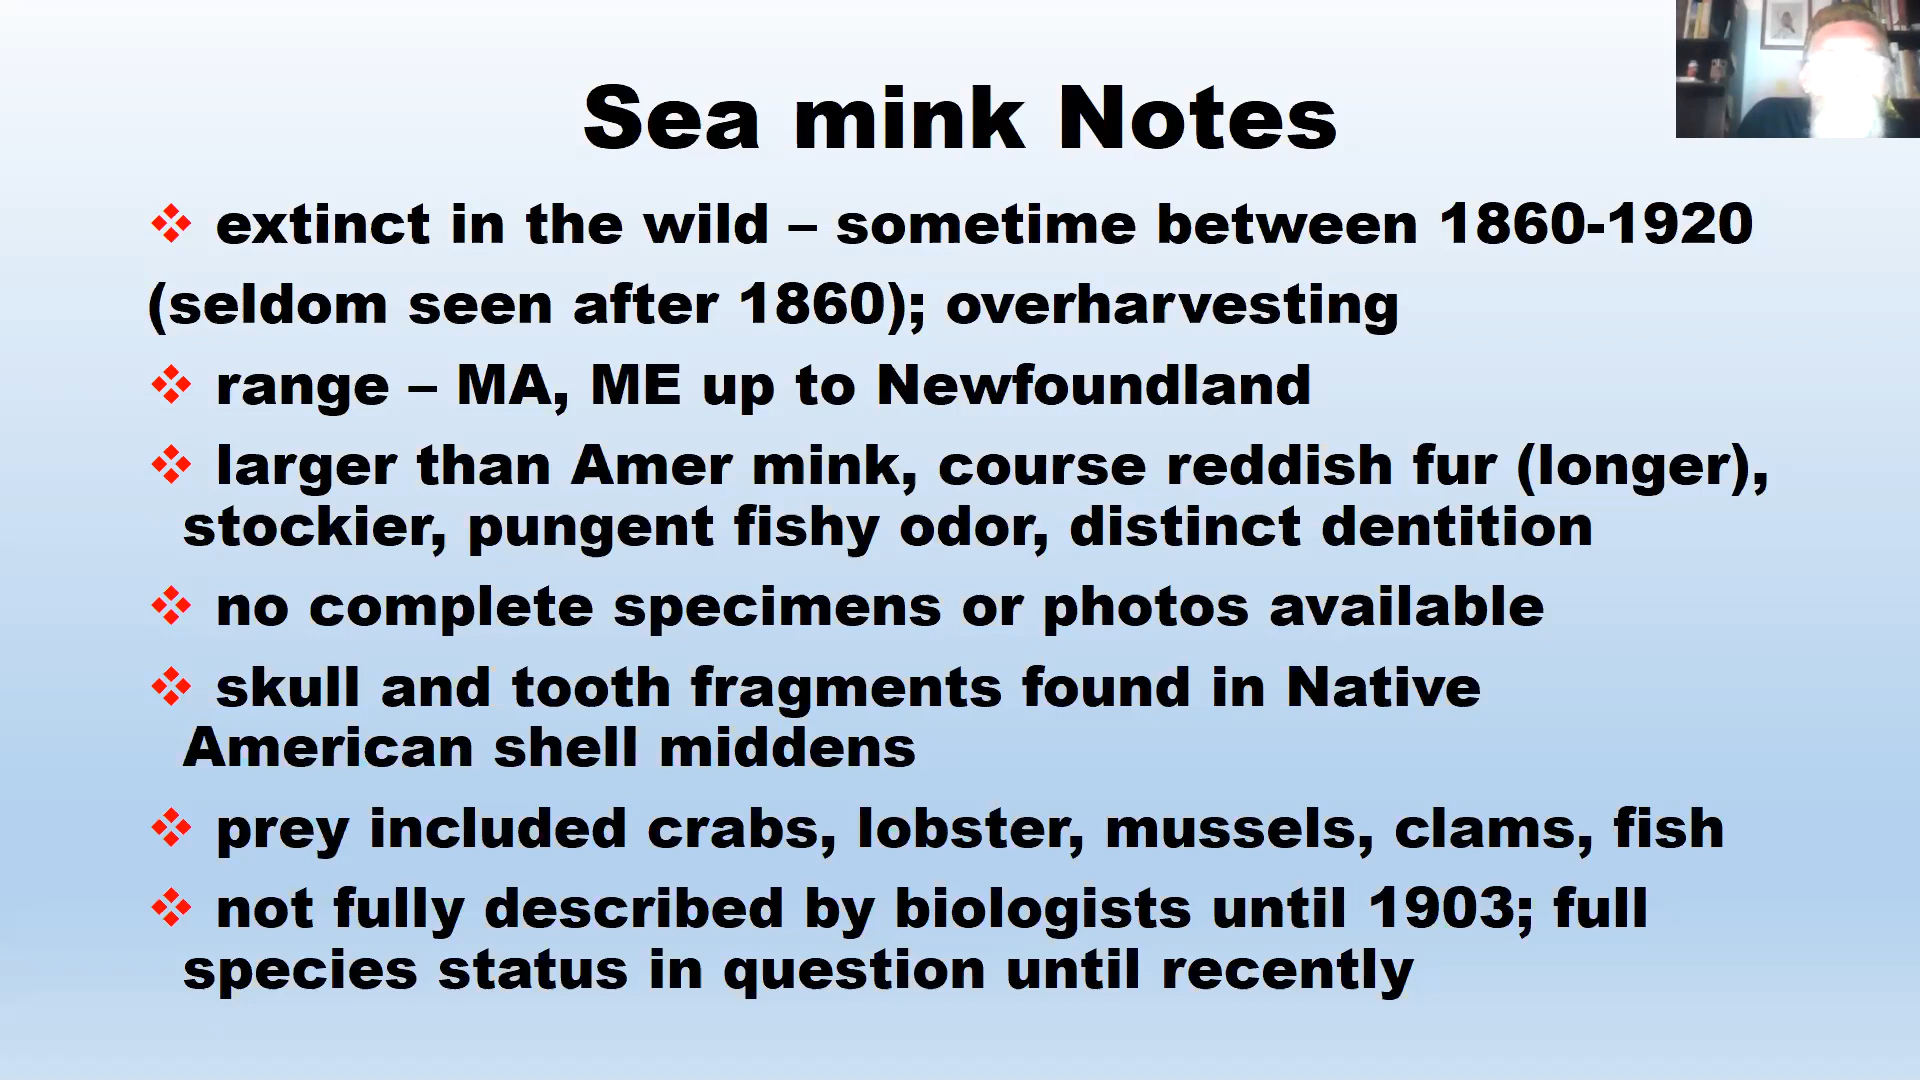 Sea mink Notes
❖ extinct in the wild – sometime between 1860-1920
(seldom seen after 1860); overharvesting
❖ range – MA, ME up to Newfoundland
❖ larger than Amer mink, course reddish fur (longer),
stockier, pungent fishy odor, distinct dentition
❖ no complete specimens or photos available
❖ skull and tooth fragments found in Native
American shell middens
❖ prey included crabs, lobster, mussels, clams, fish
❖ not fully described by biologists until 1903; full
species status in question until recently